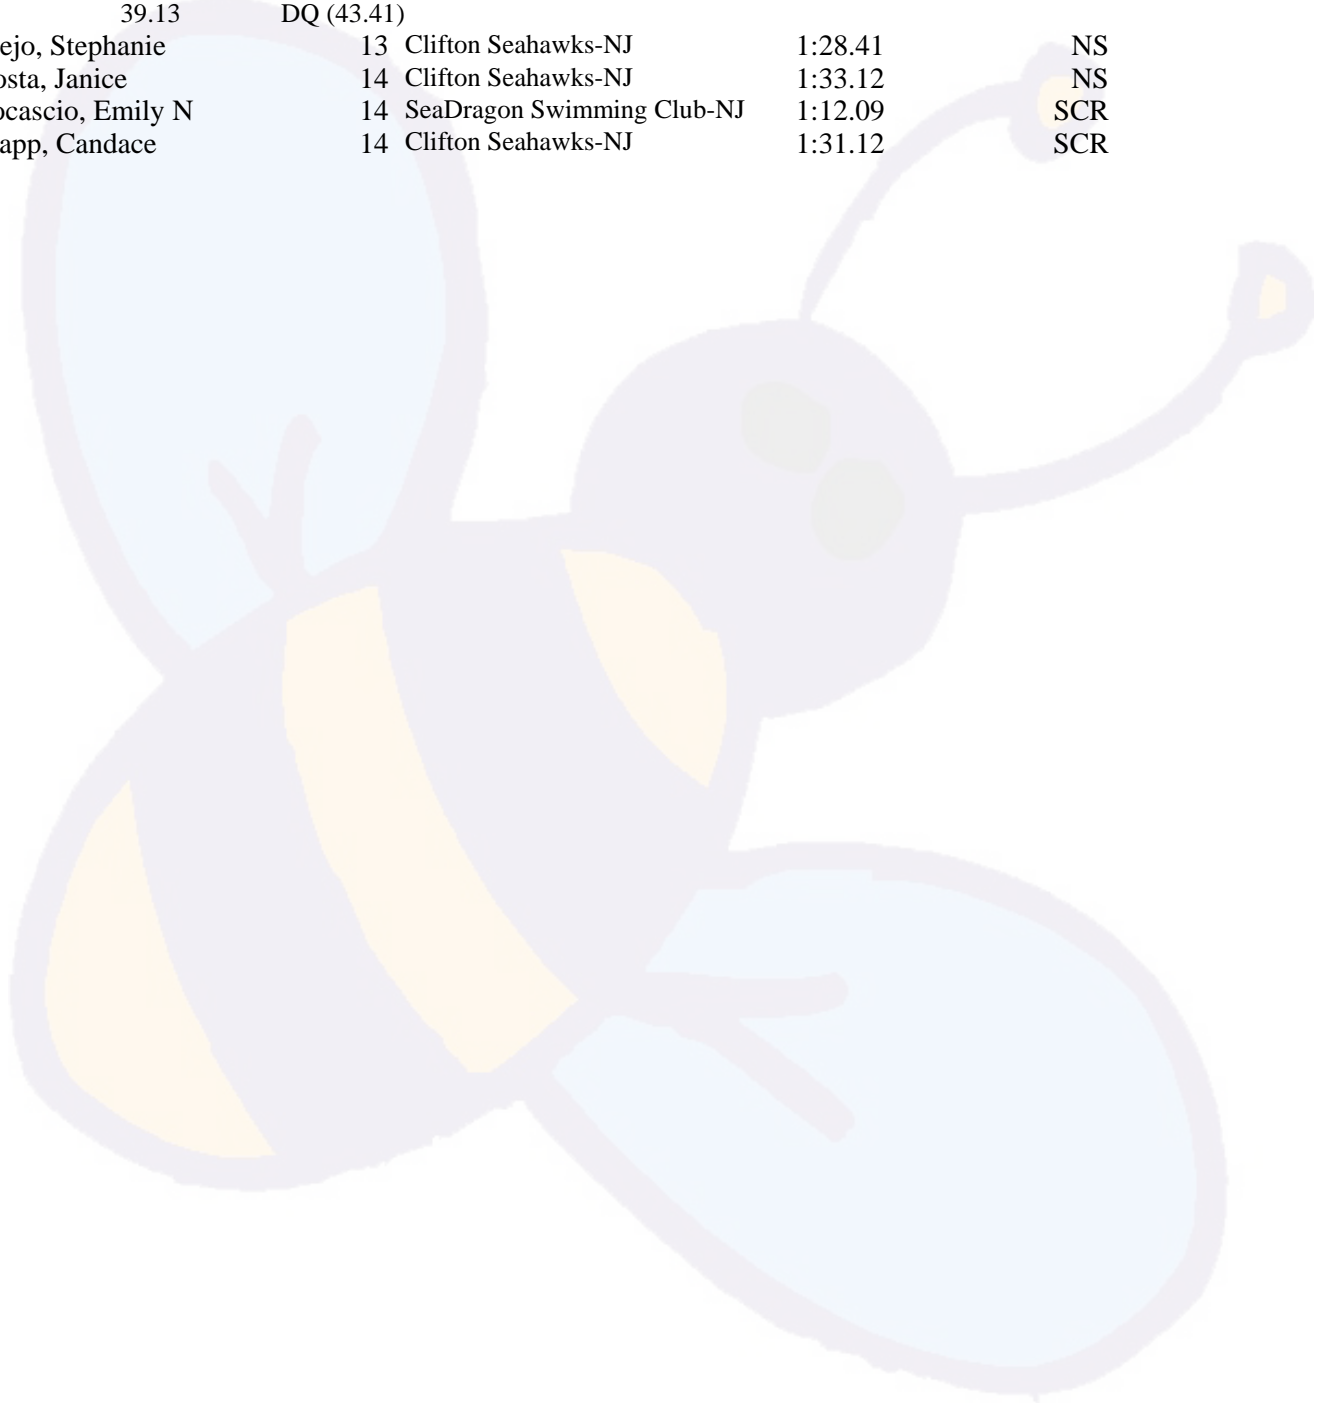 39.13 DQ (43.41)
ejo, Stephanie 13 Clifton Seahawks-NJ 1:28.41 NS
osta, Janice 14 Clifton Seahawks-NJ 1:33.12 NS
ocascio, Emily N 14 SeaDragon Swimming Club-NJ 1:12.09 SCR
app, Candace 14 Clifton Seahawks-NJ 1:31.12 SCR